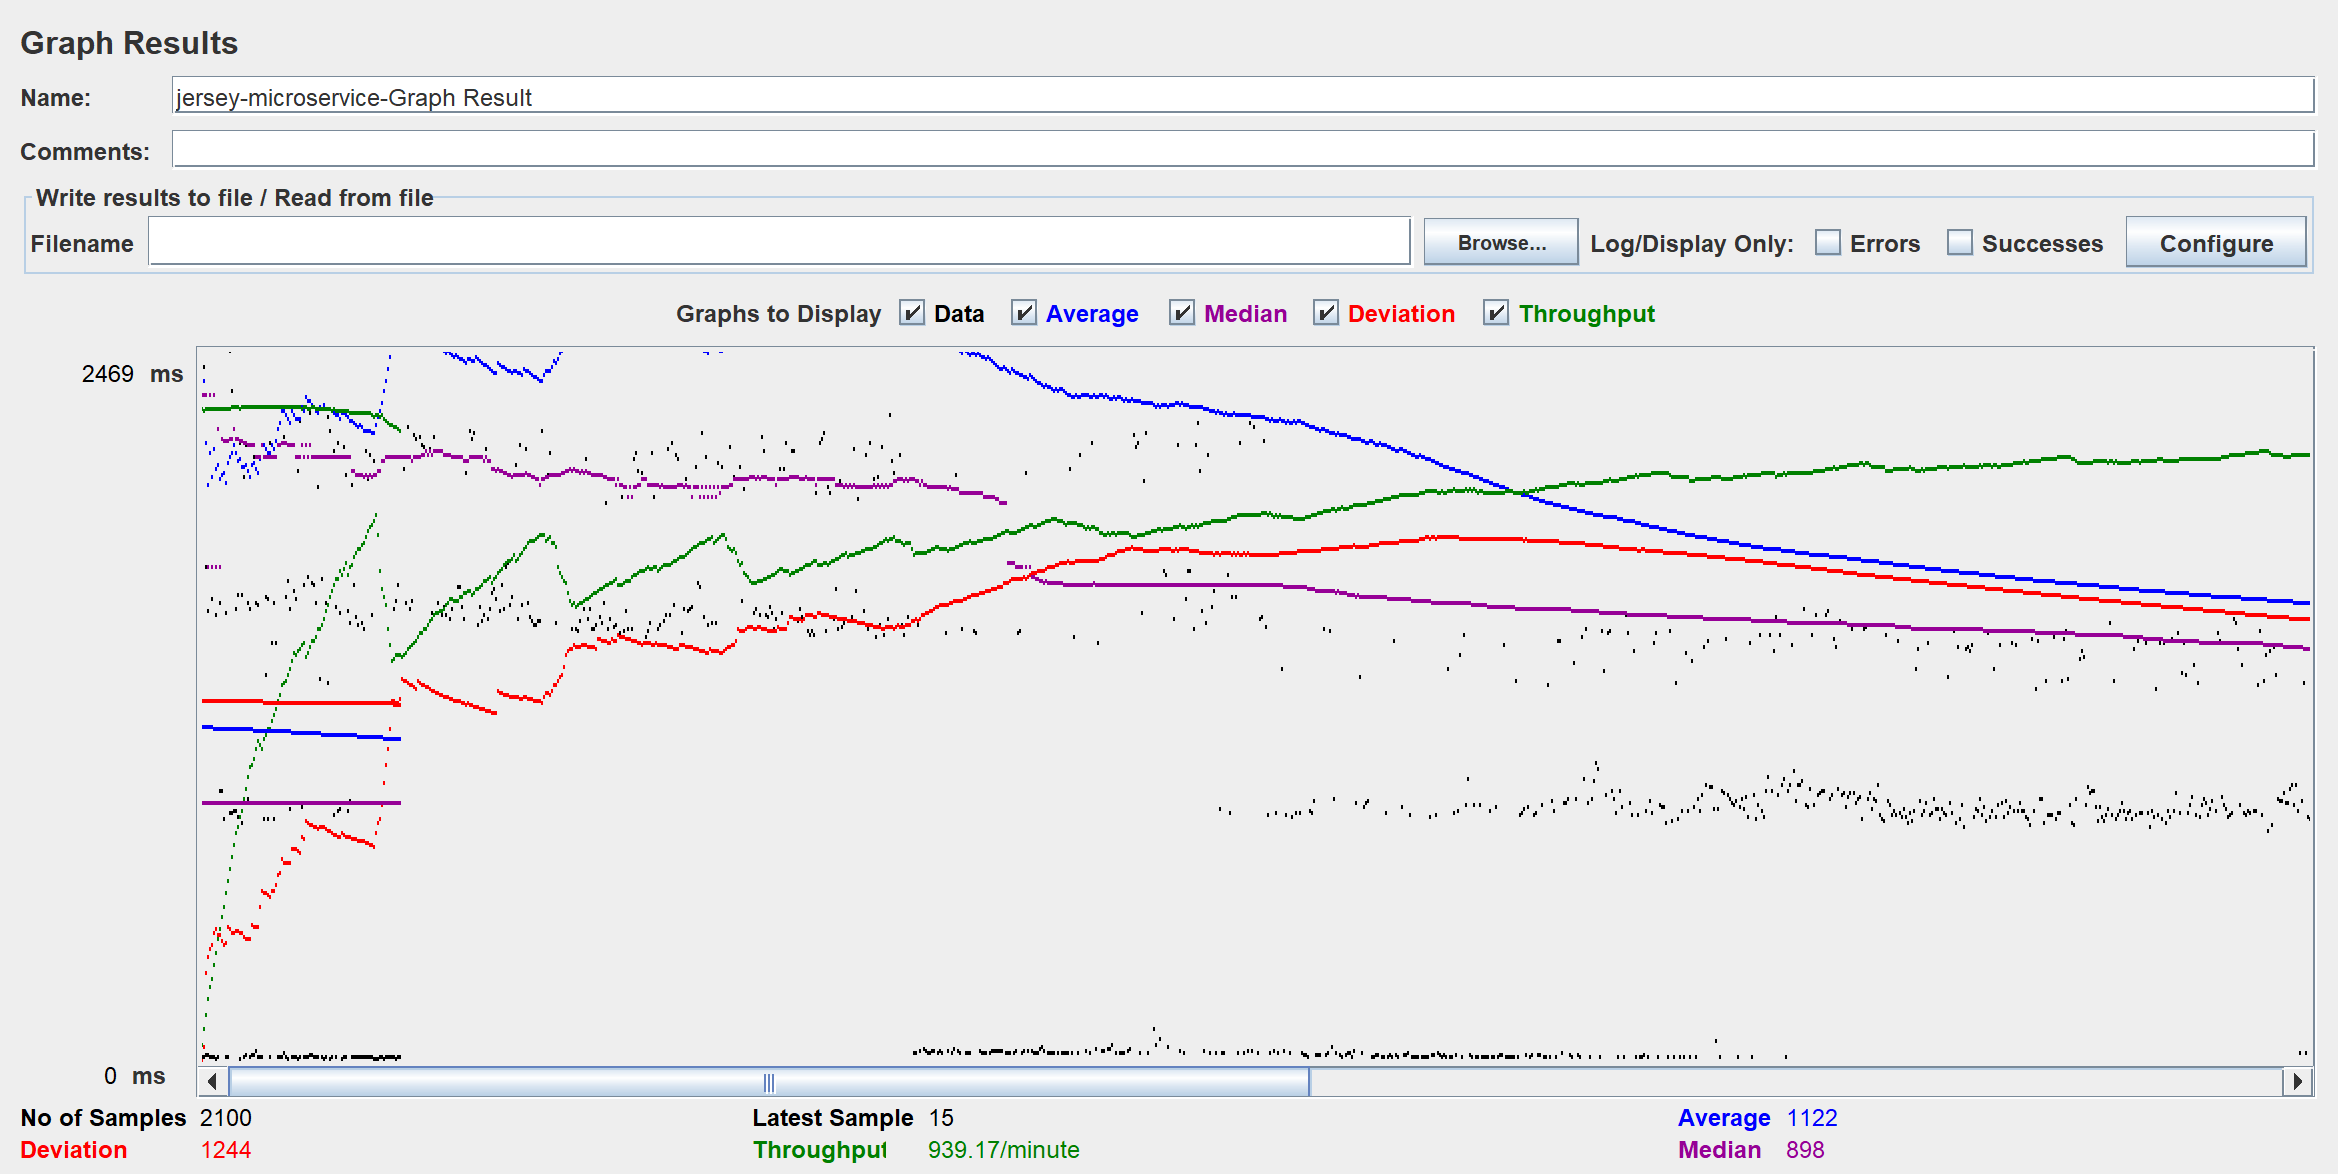 Graph Results
Name: jersey-microservice-Graph Result
Comments:
Write results to file / Read from file
Filename Browse... Log/Display Only: Errors Successes Configure
Graphs to Display Data Average Median Deviation Throughput
2469 ms
0 ms
No of Samples 2100 Latest Sample 15 Average 1122
Deviation 1244 Throughput 939.17/minute Median 898